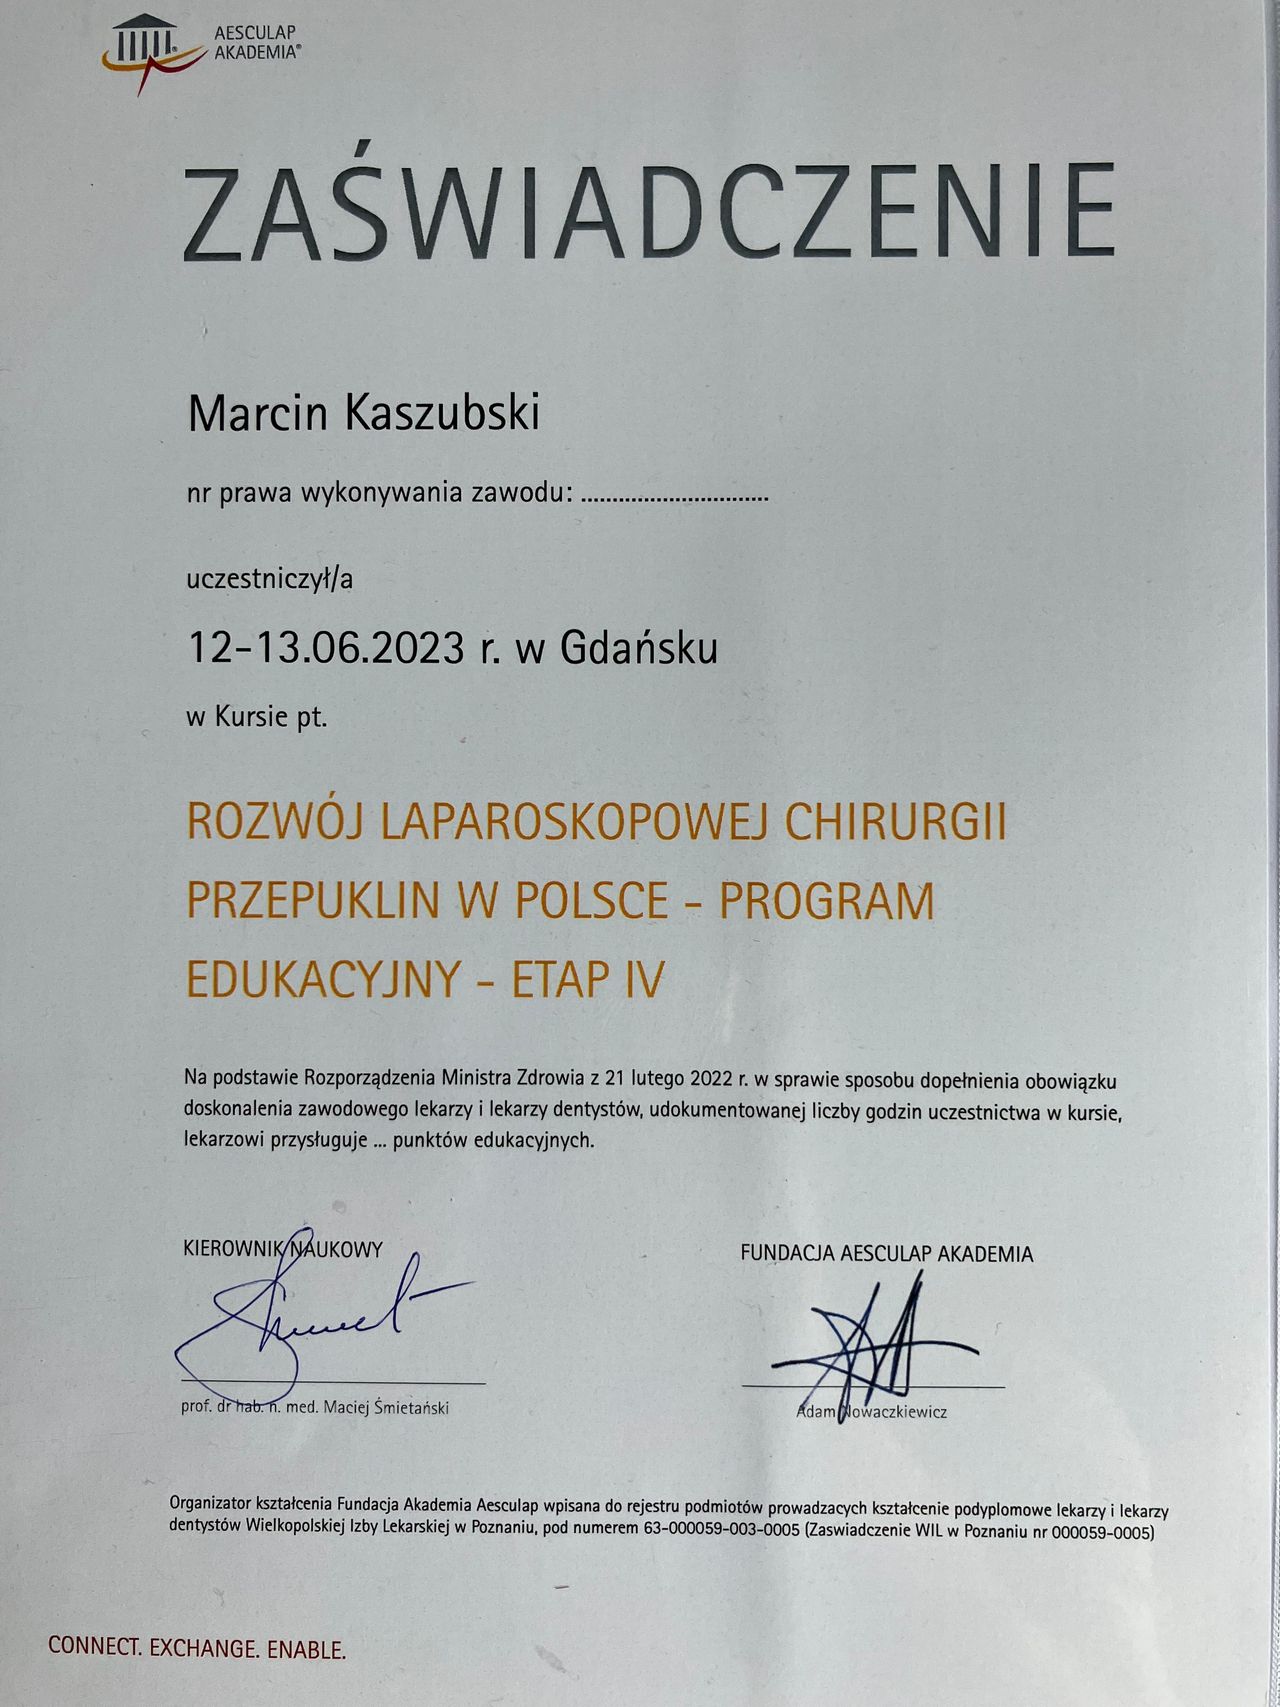 AESCULAP
AKADEMIA®
ZAŚWIADCZENIE
Marcin Kaszubski
nr prawa wykonywania zawodu: ..............................
uczestniczył/a
12-13.06.2023 r. w Gdańsku
w Kursie pt.
ROZWÓJ LAPAROSKOPOWEJ CHIRURGII
PRZEPUKLIN W POLSCE - PROGRAM
EDUKACYJNY - ETAP IV
Na podstawie Rozporządzenia Ministra Zdrowia z 21 lutego 2022 r. w sprawie sposobu dopełnienia obowiązku
doskonalenia zawodowego lekarzy i lekarzy dentystów, udokumentowanej liczby godzin uczestnictwa w kursie,
lekarzowi przysługuje ... punktów edukacyjnych.
KIEROWNIK NAUKOWY
prof. dr hab. n. med. Maciej Śmietański
FUNDACJA AESCULAP AKADEMIA
Adam Nowaczkiewicz
Organizator kształcenia Fundacja Akademia Aesculap wpisana do rejestru podmiotów prowadzacych kształcenie podyplomowe lekarzy i lekarzy
dentystów Wielkopolskiej Izby Lekarskiej w Poznaniu, pod numerem 63-000059-003-0005 (Zaswiadczenie WIL w Poznaniu nr 000059-0005)
CONNECT. EXCHANGE. ENABLE.